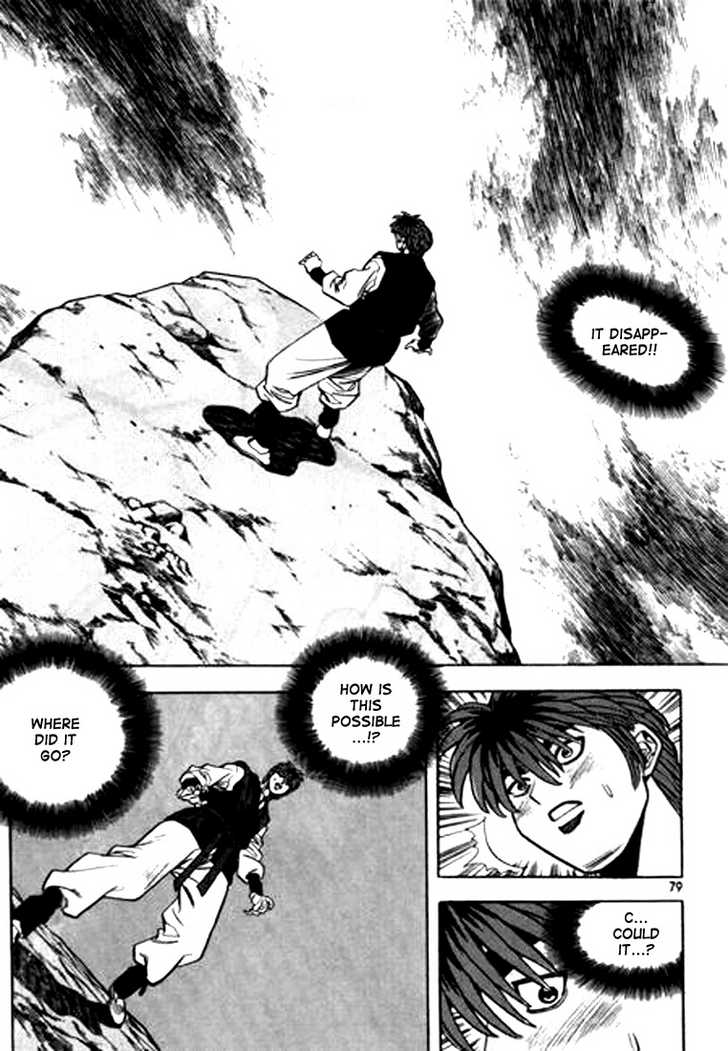 IT DISAPP-
EARED!!
WHERE
DID IT
GO?
HOW IS
THIS
POSSIBLE
...!?
79
C...
COULD
IT...?